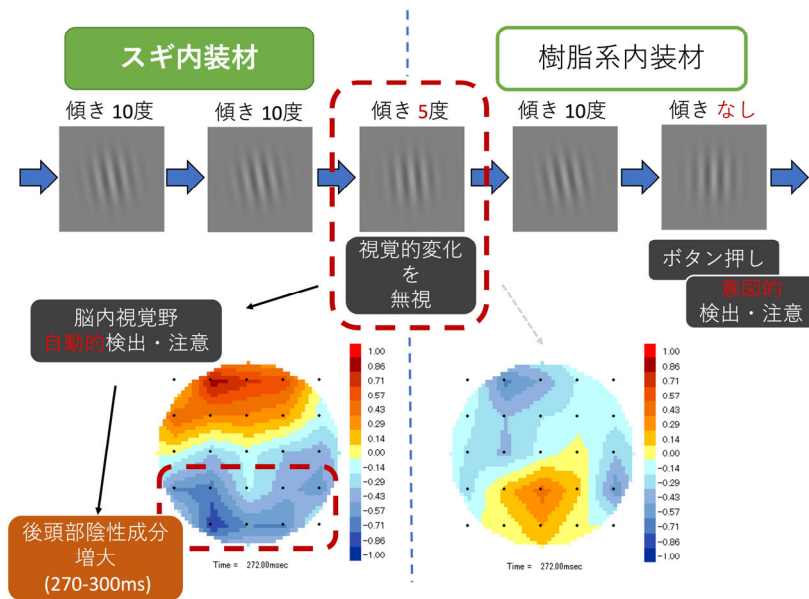 スギ内装材
樹脂系内装材
傾き 10度
傾き 10度
傾き 5度
傾き 10度
傾き なし
視覚的変化
を
無視
ボタン押し
意図的
検出・注意
脳内視覚野
自動的検出・注意
後頭部陰性成分
増大
(270-300ms)
1.00
0.86
0.71
0.57
0.43
0.29
0.14
-0.14
-0.29
-0.43
-0.57
-0.71
-0.86
-1.00
Time = 272.00msec
1.00
0.86
0.71
0.57
0.43
0.29
0.14
-0.14
-0.29
-0.43
-0.57
-0.71
-0.86
-1.00
Time = 272.00msec